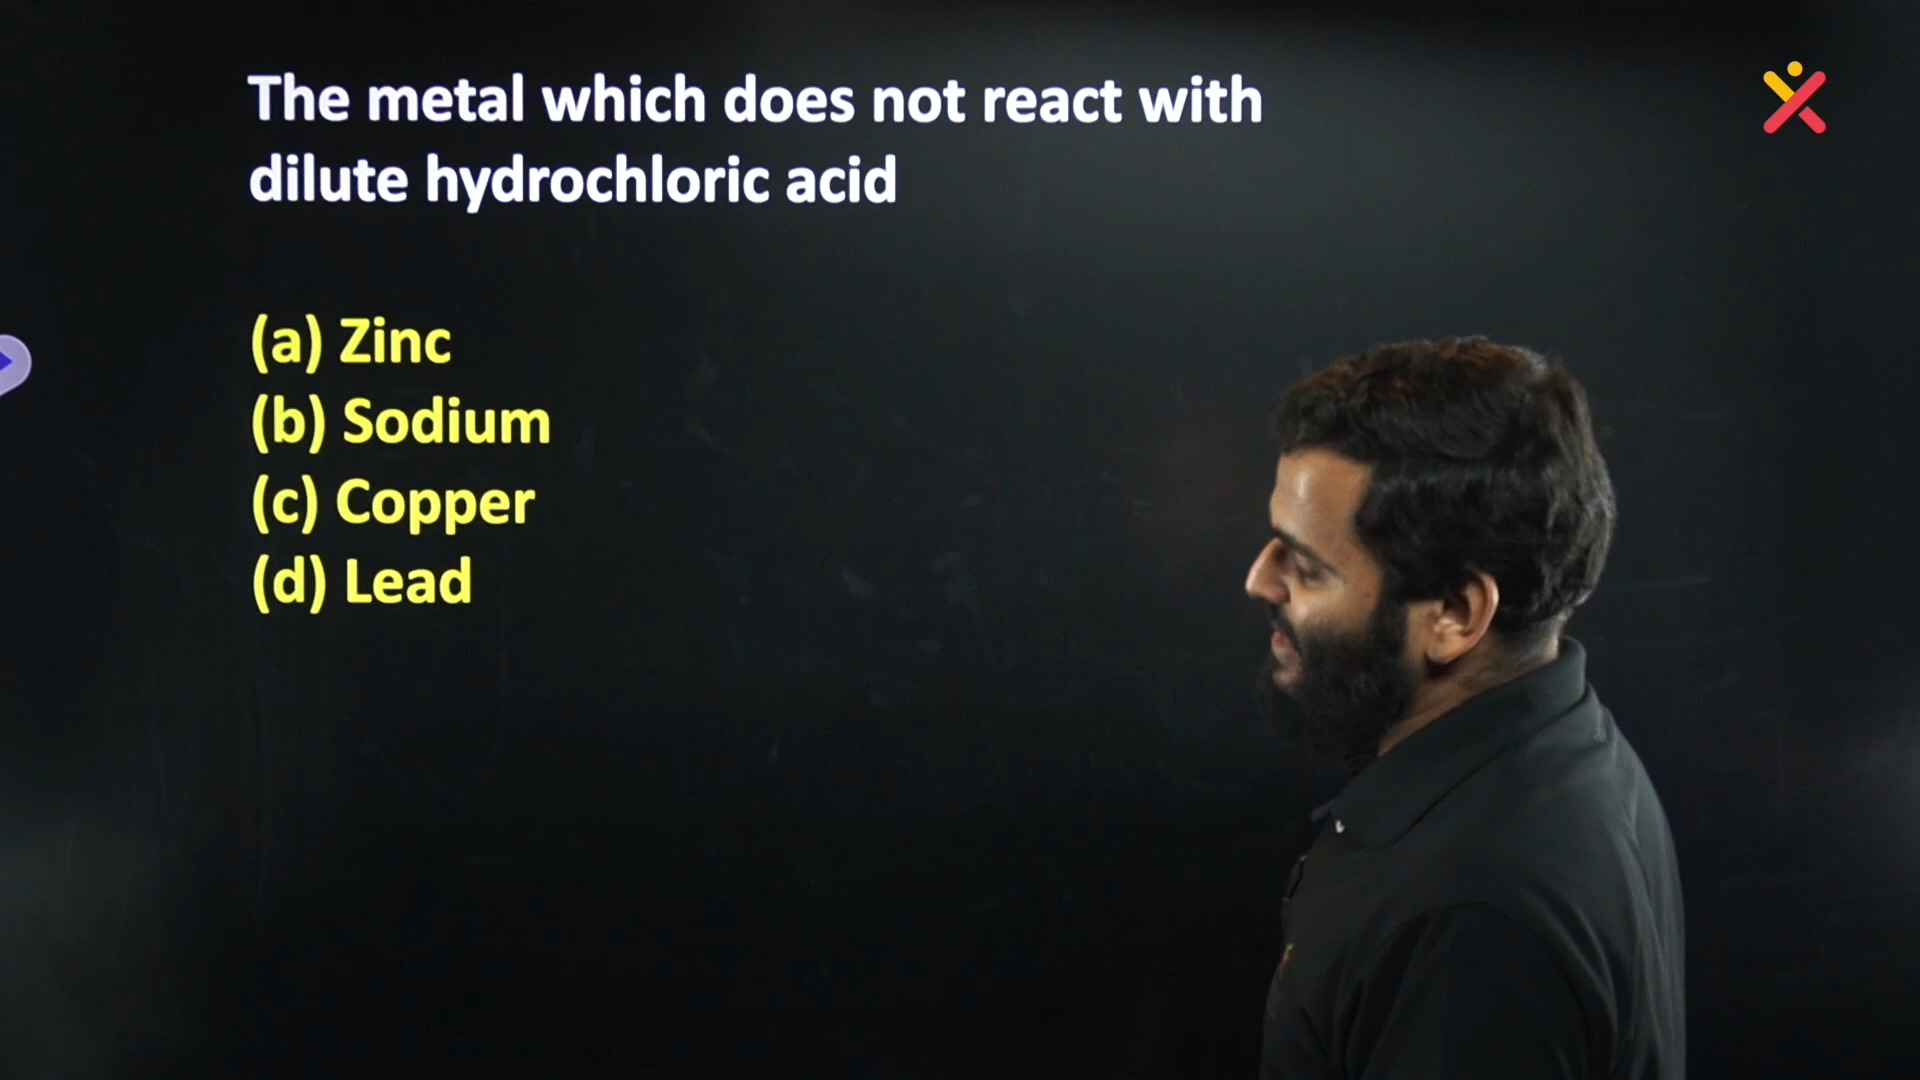 The metal which does not react with
dilute hydrochloric acid
(a) Zinc
(b) Sodium
(c) Copper
(d) Lead